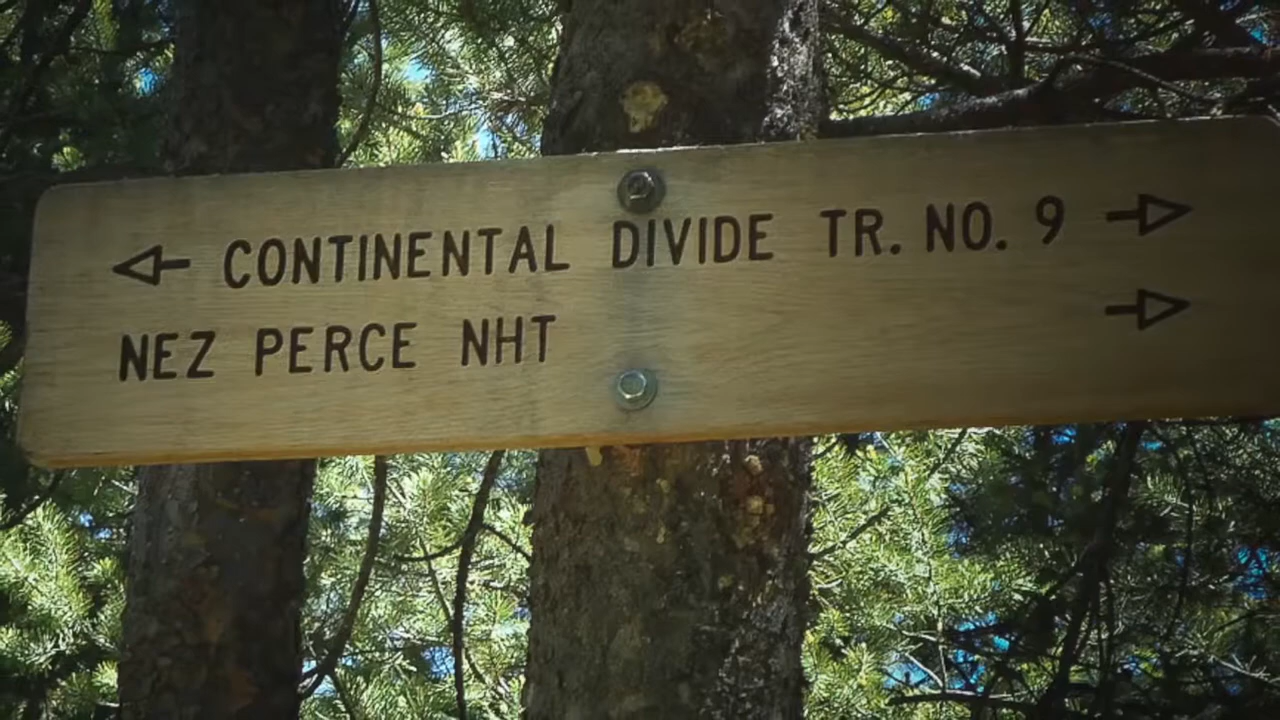 ← CONTINENTAL DIVIDE TR. NO. 9 →
NEZ PERCE NHT →